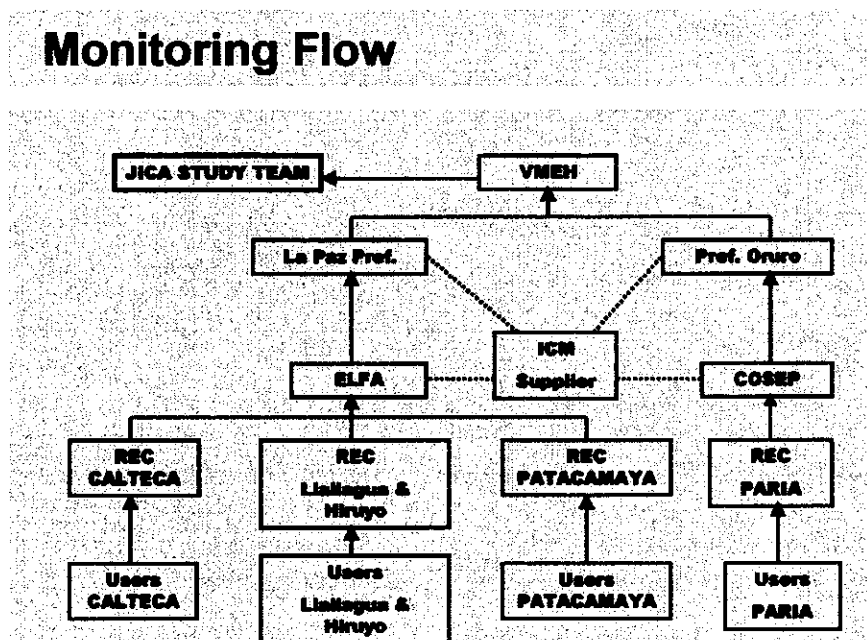 Monitoring Flow
JICA STUDY TEAM
VMEH
La Paz Pref.
Pref. Oruro
ICM
Supplier
ELFA
COSEP
REC
CALTECA
REC
Llallagua &
Hiruyo
REC
PATACAMAYA
REC
PARIA
Users
CALTECA
Users
Llallagua &
Hiruyo
Users
PATACAMAYA
Users
PARIA